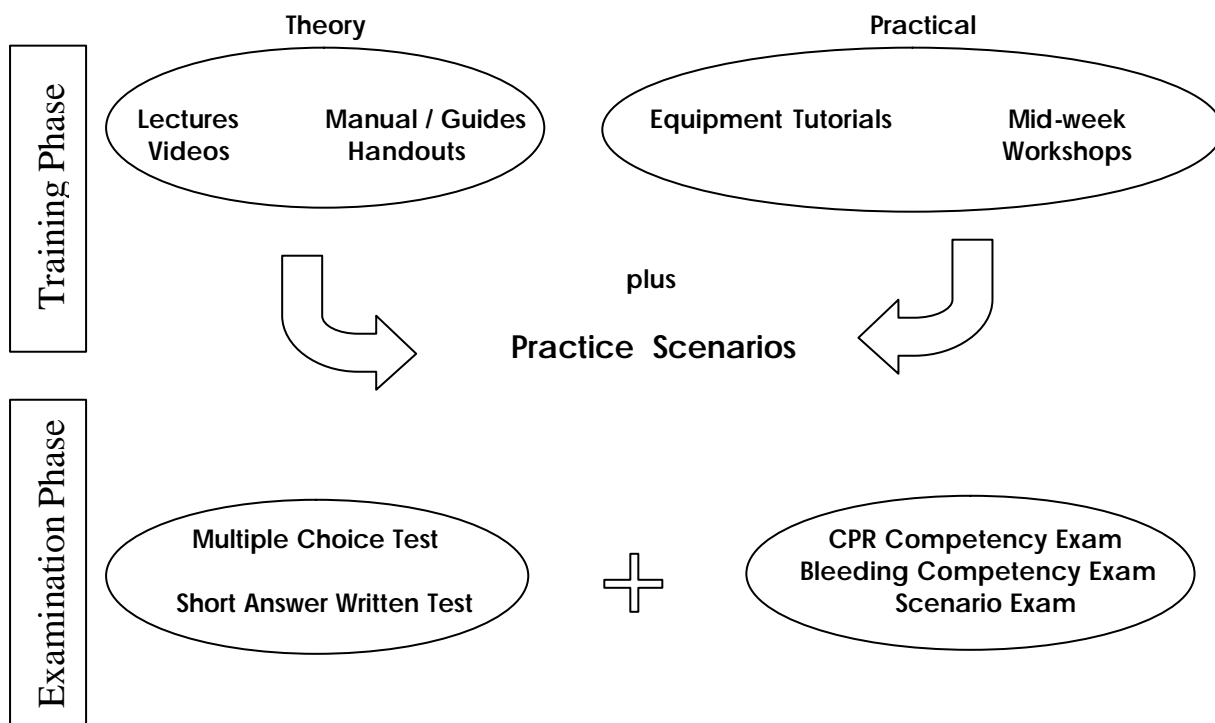 Theory
Practical
Training Phase
Lectures
Videos
Manual / Guides
Handouts
Equipment Tutorials
Mid-week
Workshops
plus
Practice Scenarios
Examination Phase
Multiple Choice Test
Short Answer Written Test
CPR Competency Exam
Bleeding Competency Exam
Scenario Exam